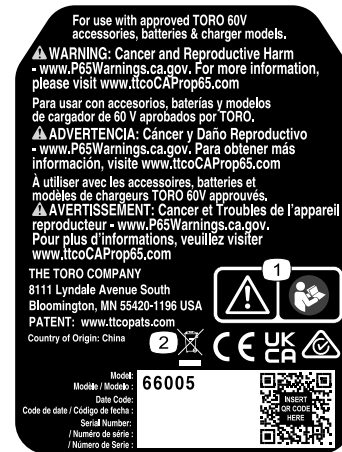 For use with approved TORO 60V
accessories, batteries & charger models.
WARNING: Cancer and Reproductive Harm
- www.P65Warnings.ca.gov. For more information,
please visit www.ttcoCAProp65.com
Para usar con accesorios, baterías y modelos
de cargador de 60 V aprobados por TORO.
ADVERTENCIA: Cáncer y Daño Reproductivo
- www.P65Warnings.ca.gov. Para obtener más
información, visite www.ttcoCAProp65.com
À utiliser avec les accessoires, batteries et
modèles de chargeurs TORO 60V approuvés.
AVERTISSEMENT: Cancer et Troubles de l'appareil
reproducteur - www.P65Warnings.ca.gov.
Pour plus d'informations, veuillez visiter
www.ttcoCAProp65.com
THE TORO COMPANY
8111 Lyndale Avenue South
Bloomington, MN 55420-1196 USA
PATENT: www.ttcopats.com
Country of Origin: China
1
2
CE
UK
CA
Model:
Modèle / Modelo :
66005
Date Code:
Code de date / Código de fecha :
Serial Number:
/ Numéro de série :
/ Número de Serie :
INSERT
QR CODE
HERE